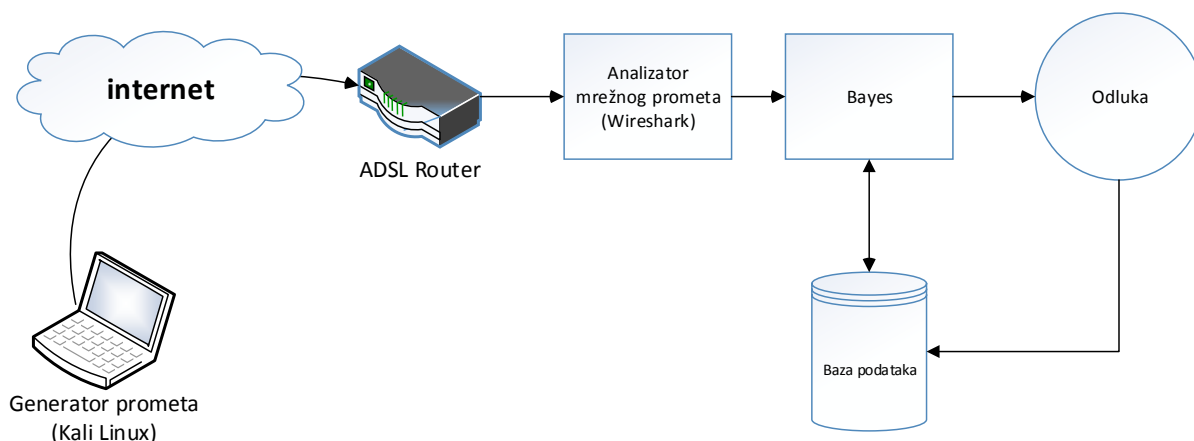 internet
ADSL Router
Analizator
mrežnog prometa
(Wireshark)
Bayes
Odluka
Baza podataka
Generator prometa
(Kali Linux)